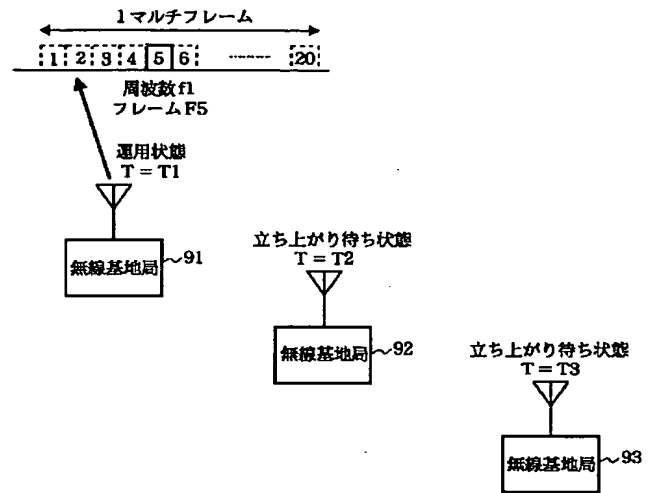 1マルチフレーム
1 2 3 4 5 6 ------ 20
周波数f1
フレームF5
運用状態
T=T1
無線基地局 91
立ち上がり待ち状態
T=T2
無線基地局 92
立ち上がり待ち状態
T=T3
無線基地局 93